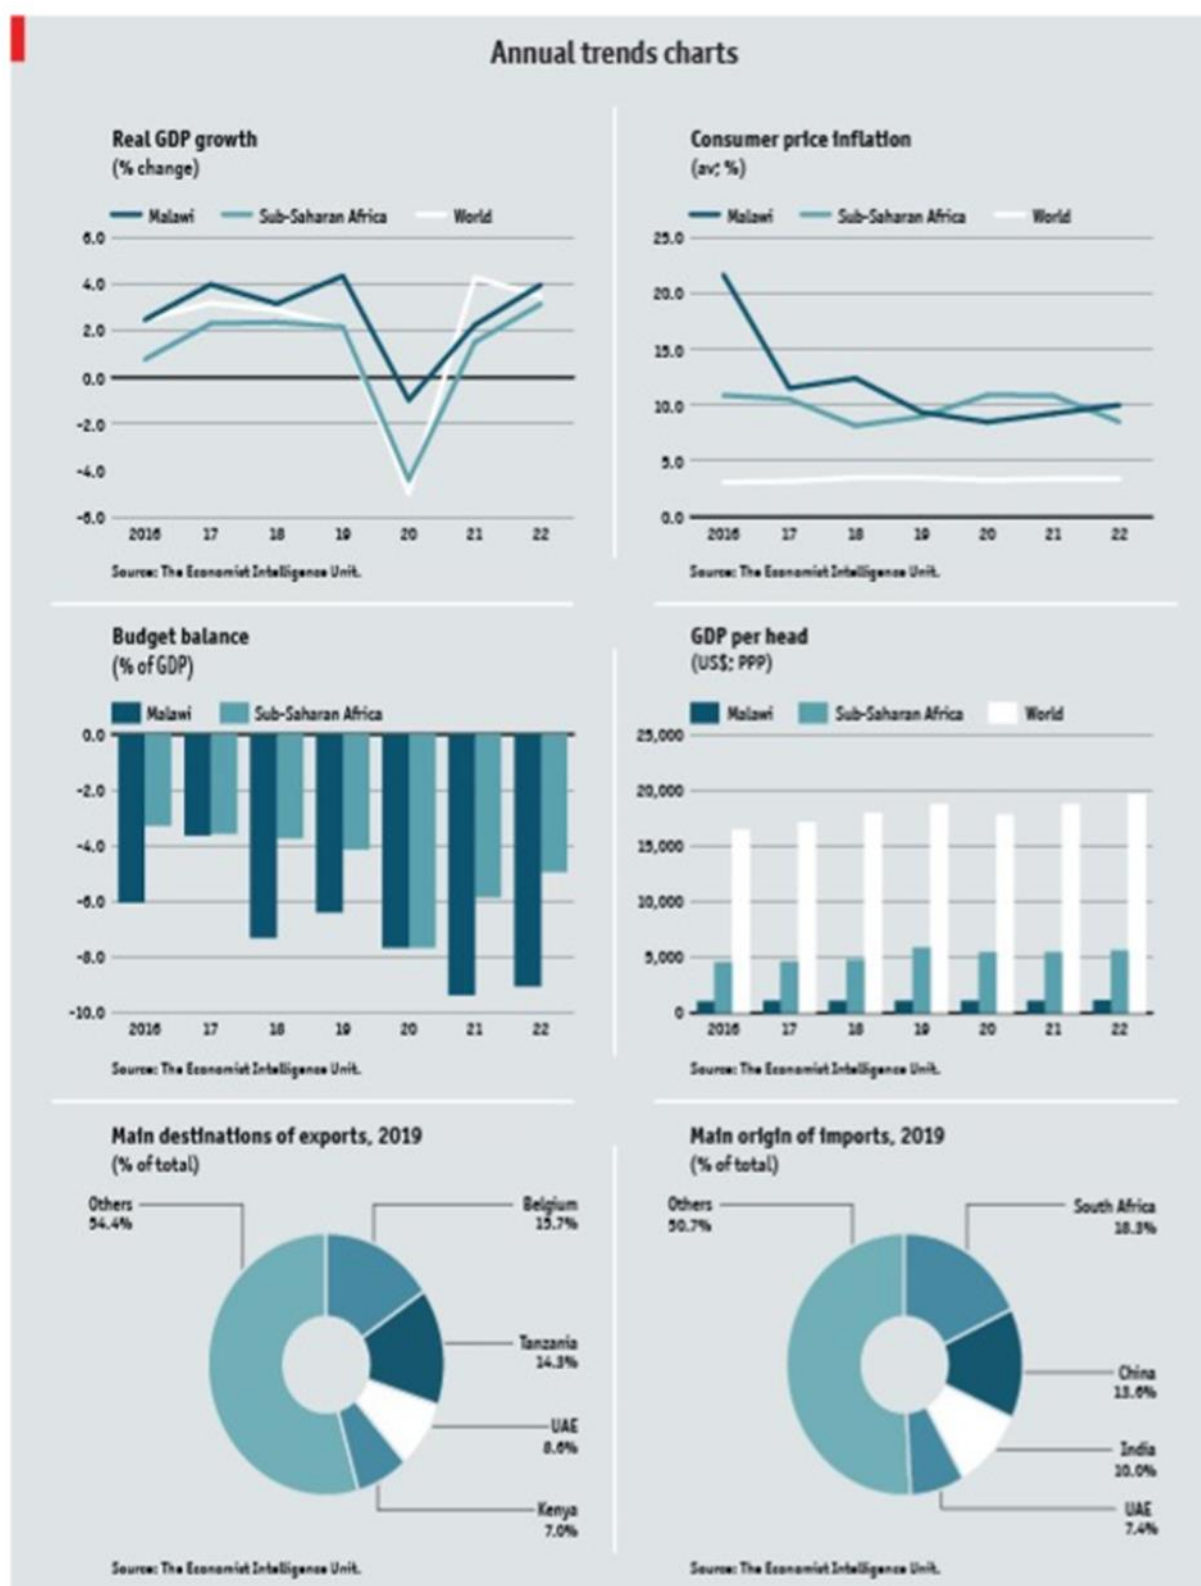 Annual trends charts
Real GDP growth
(% change)
Malawi Sub-Saharan Africa World
6.0
4.0
2.0
0.0
-2.0
-4.0
-6.0
2016 17 18 19 20 21 22
Source: The Economist Intelligence Unit.
Consumer price inflation
(av; %)
Malawi Sub-Saharan Africa World
25.0
20.0
15.0
10.0
5.0
0.0
2016 17 18 19 20 21 22
Source: The Economist Intelligence Unit.
Budget balance
(% of GDP)
Malawi Sub-Saharan Africa
0.0
-2.0
-4.0
-6.0
-8.0
-10.0
2016 17 18 19 20 21 22
Source: The Economist Intelligence Unit.
GDP per head
(US$; PPP)
Malawi Sub-Saharan Africa World
25,000
20,000
15,000
10,000
5,000
0
2016 17 18 19 20 21 22
Source: The Economist Intelligence Unit.
Main destinations of exports, 2019
(% of total)
Others
54.4%
Belgium
15.7%
Tanzania
14.3%
UAE
8.6%
Kenya
7.0%
Source: The Economist Intelligence Unit.
Main origin of imports, 2019
(% of total)
Others
50.7%
South Africa
18.3%
China
13.6%
India
10.0%
UAE
7.4%
Source: The Economist Intelligence Unit.